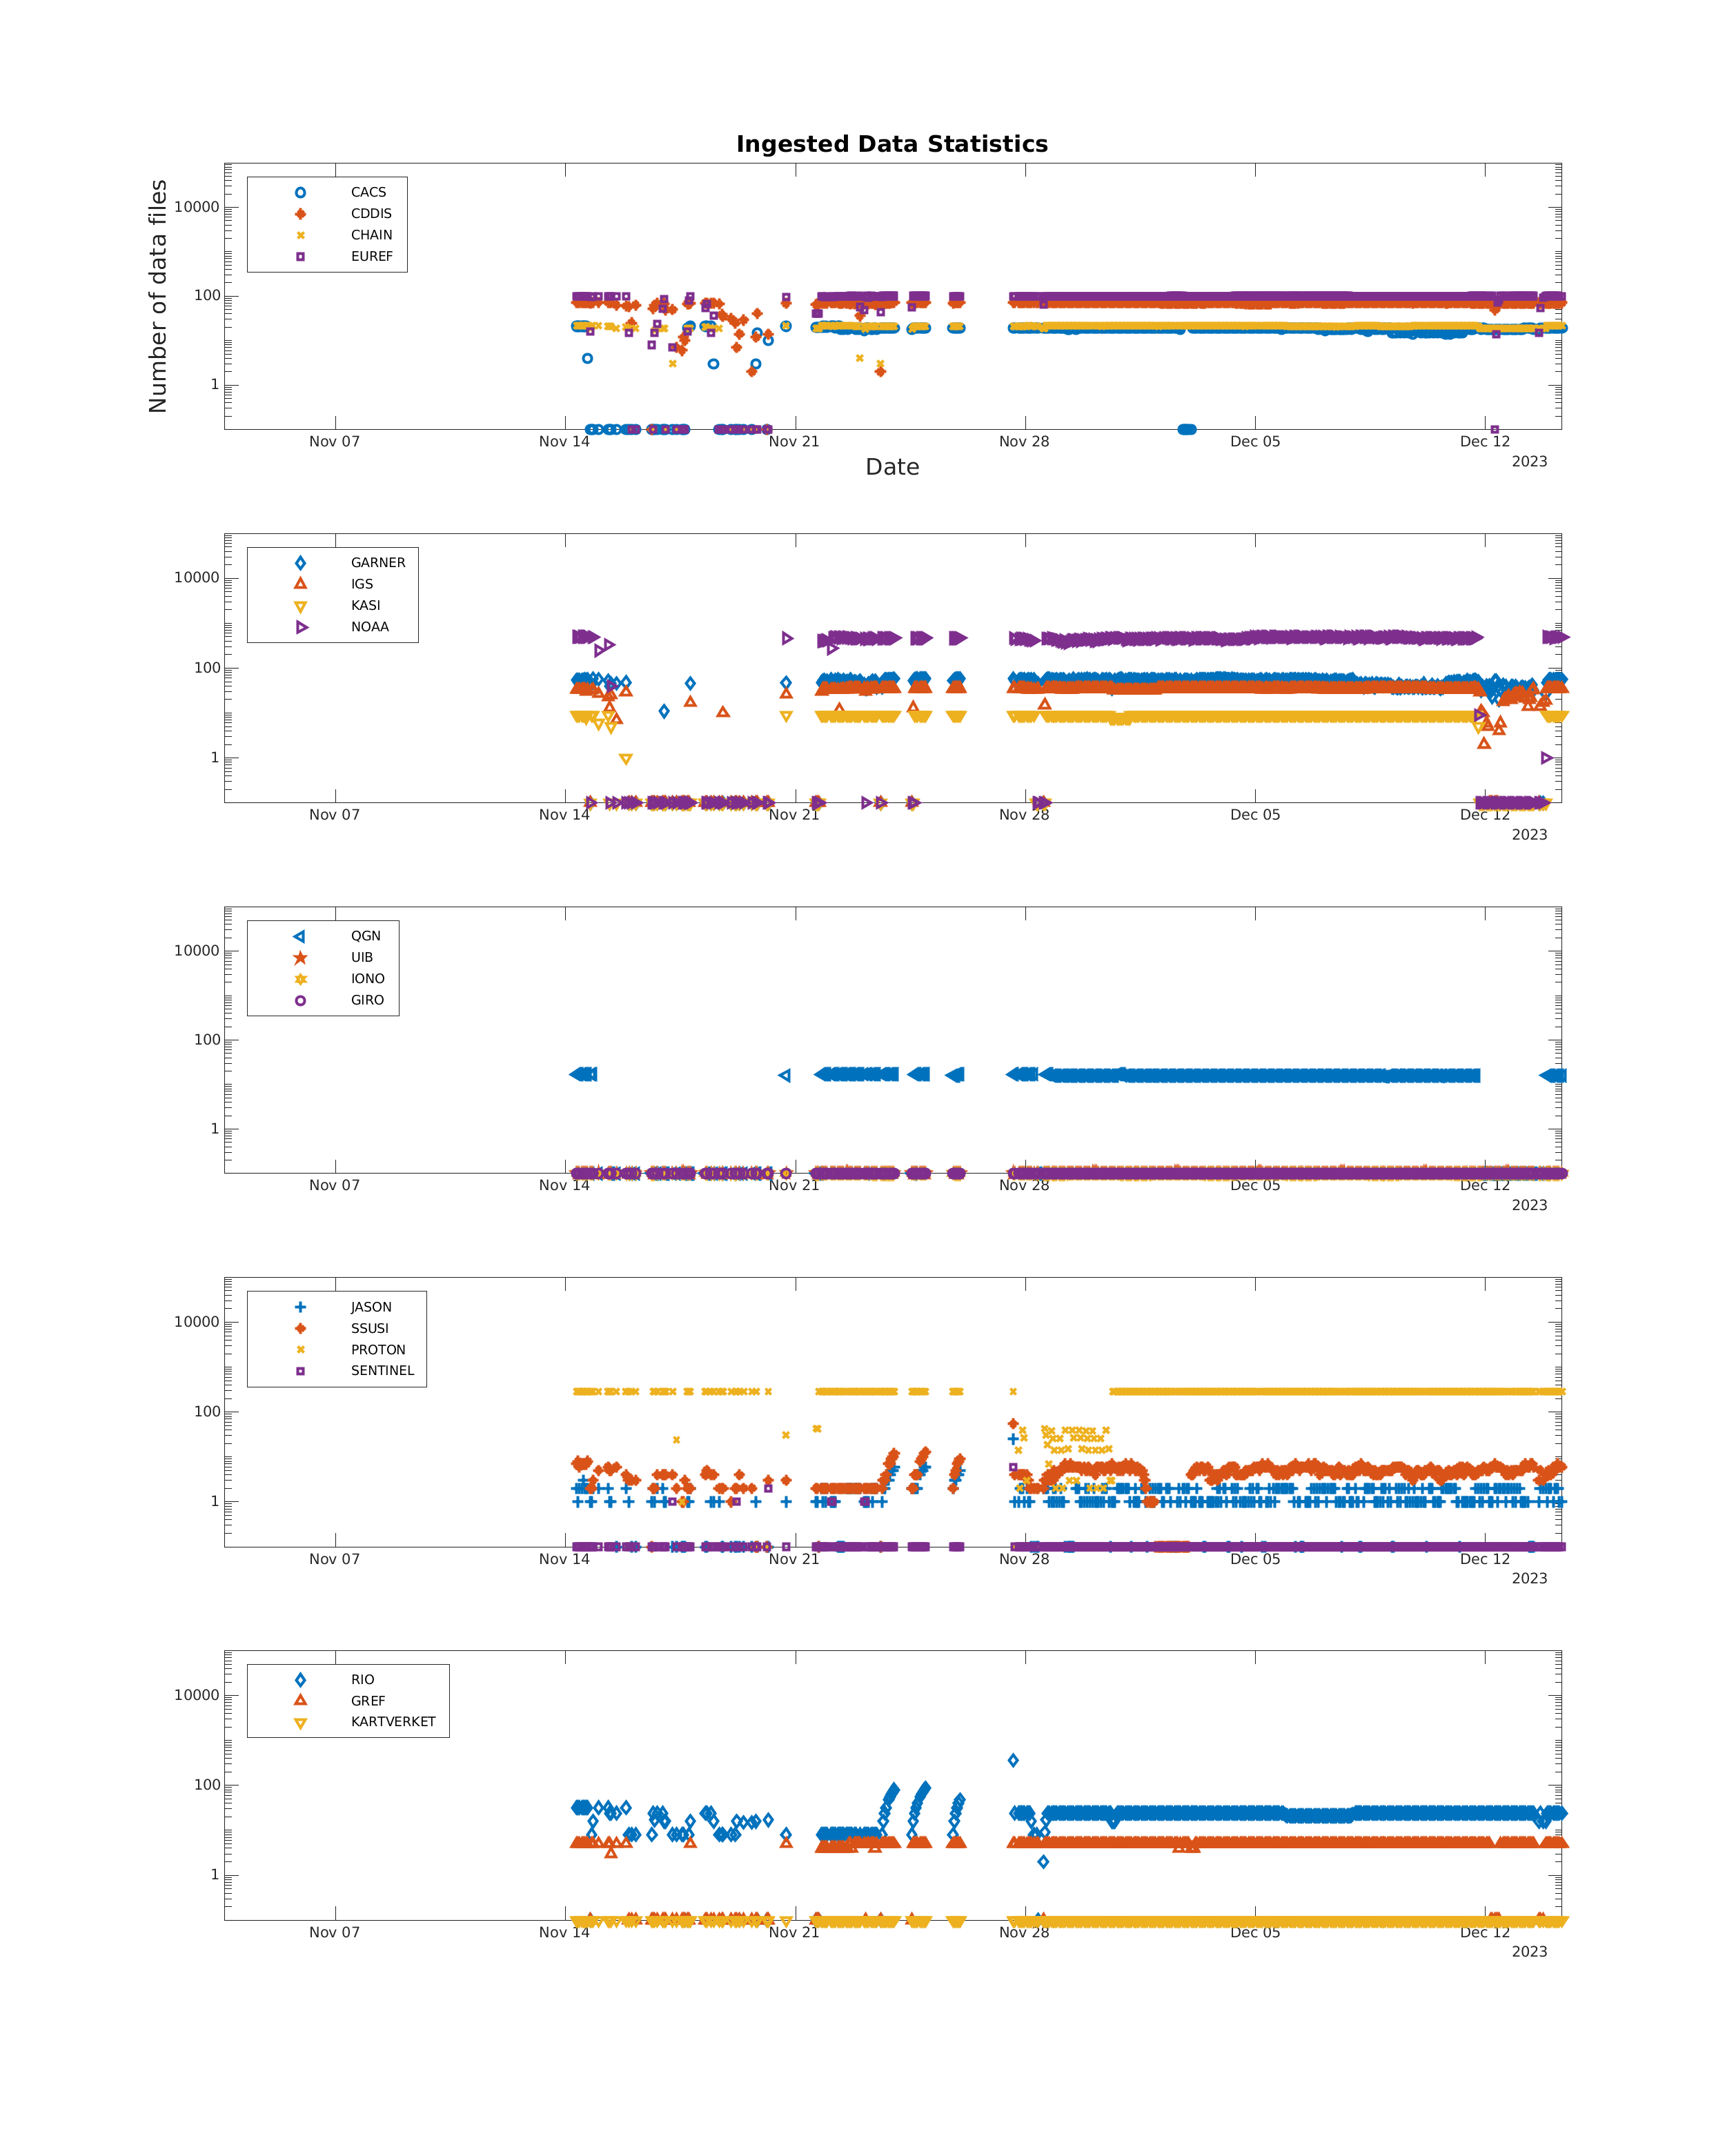 Ingested Data Statistics
Number of data files
10000
100
1
CACS
CDDIS
CHAIN
EUREF
Nov 07 Nov 14 Nov 21 Nov 28 Dec 05 Dec 12
2023
Date
10000
100
1
GARNER
IGS
KASI
NOAA
Nov 07 Nov 14 Nov 21 Nov 28 Dec 05 Dec 12
2023
10000
100
1
QGN
UIB
IONO
GIRO
Nov 07 Nov 14 Nov 21 Nov 28 Dec 05 Dec 12
2023
10000
100
1
JASON
SSUSI
PROTON
SENTINEL
Nov 07 Nov 14 Nov 21 Nov 28 Dec 05 Dec 12
2023
10000
100
1
RIO
GREF
KARTVERKET
Nov 07 Nov 14 Nov 21 Nov 28 Dec 05 Dec 12
2023